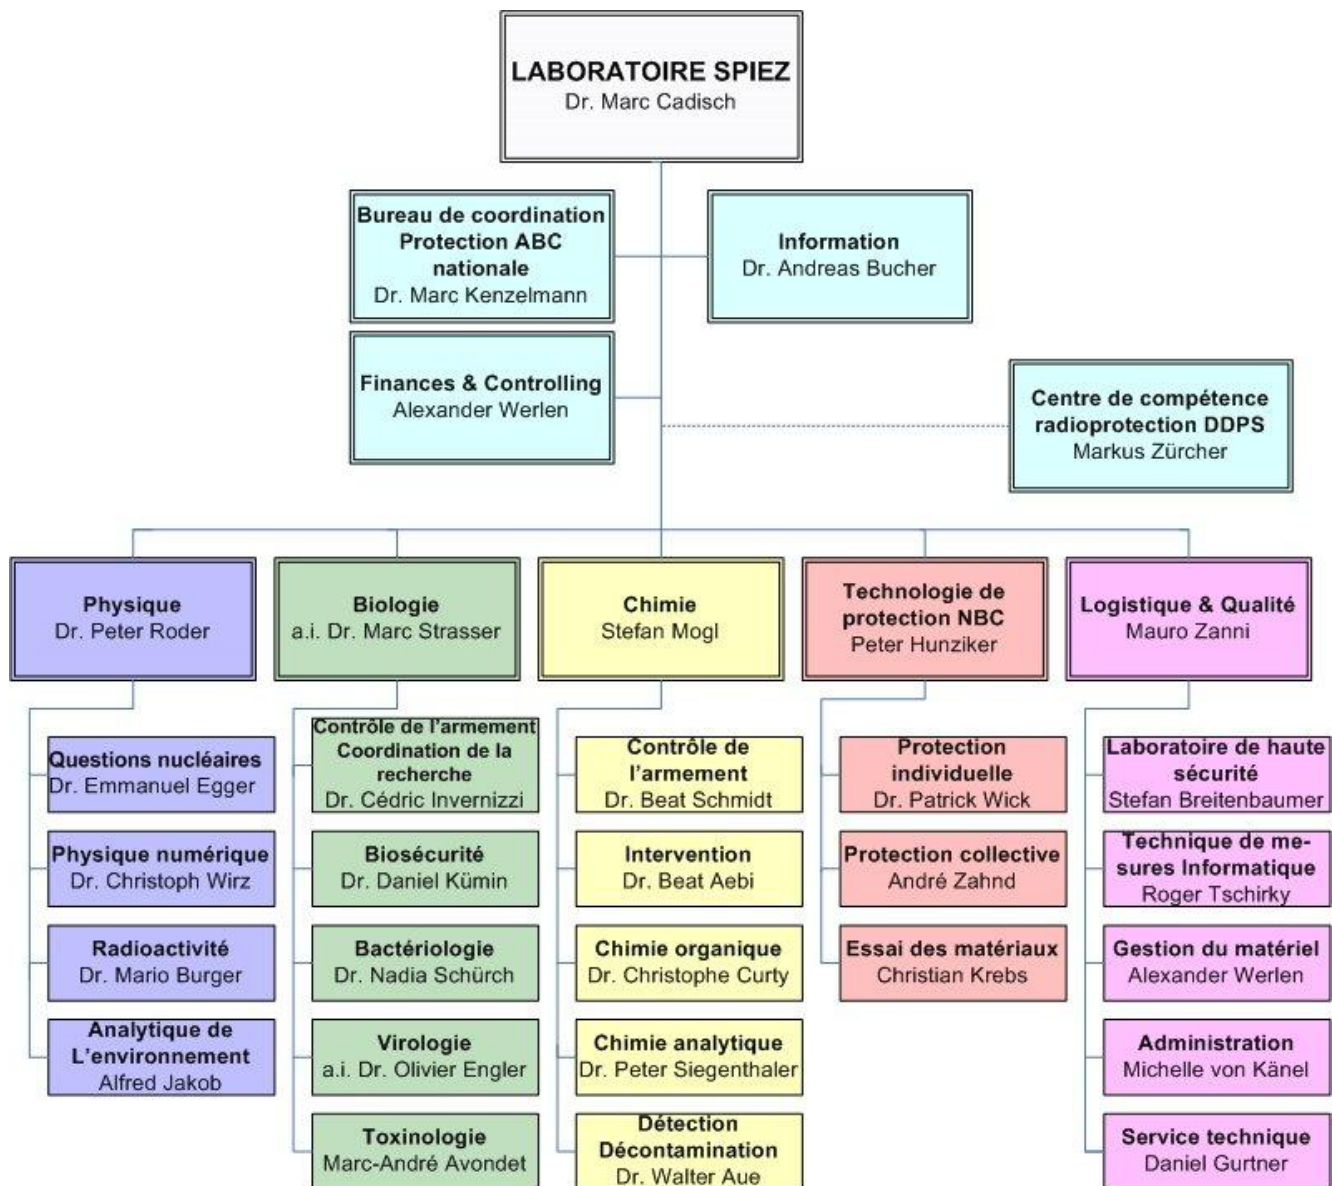 LABORATOIRE SPIEZ
Dr. Marc Cadisch
Bureau de coordination
Protection ABC
nationale
Dr. Marc Kenzelmann
Information
Dr. Andreas Bucher
Finances & Controlling
Alexander Werlen
Centre de compétence
radioprotection DDPS
Markus Zürcher
Physique
Dr. Peter Roder
Biologie
a.i. Dr. Marc Strasser
Chimie
Stefan Mogl
Technologie de
protection NBC
Peter Hunziker
Logistique & Qualité
Mauro Zanni
Questions nucléaires
Dr. Emmanuel Egger
Physique numérique
Dr. Christoph Wirz
Radioactivité
Dr. Mario Burger
Analytique de
L'environnement
Alfred Jakob
Contrôle de l'armement
Coordination de la
recherche
Dr. Cédric Invernizzi
Biosécurité
Dr. Daniel Kümin
Bactériologie
Dr. Nadia Schürch
Virologie
a.i. Dr. Olivier Engler
Toxinologie
Marc-André Avondet
Contrôle de
l'armement
Dr. Beat Schmidt
Intervention
Dr. Beat Aebi
Chimie organique
Dr. Christophe Curty
Chimie analytique
Dr. Peter Siegenthaler
Détection
Décontamination
Dr. Walter Aue
Protection
individuelle
Dr. Patrick Wick
Protection collective
André Zahnd
Essai des matériaux
Christian Krebs
Laboratoire de haute
sécurité
Stefan Breitenbaumer
Technique de me-
sures Informatique
Roger Tschirky
Gestion du matériel
Alexander Werlen
Administration
Michelle von Känel
Service technique
Daniel Gurtner